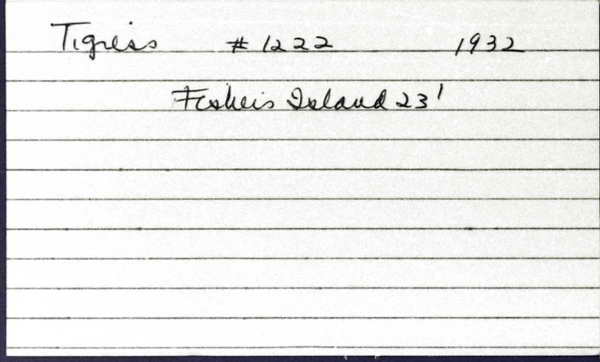 Tigress # 1222 1932
Fishers Island 23'